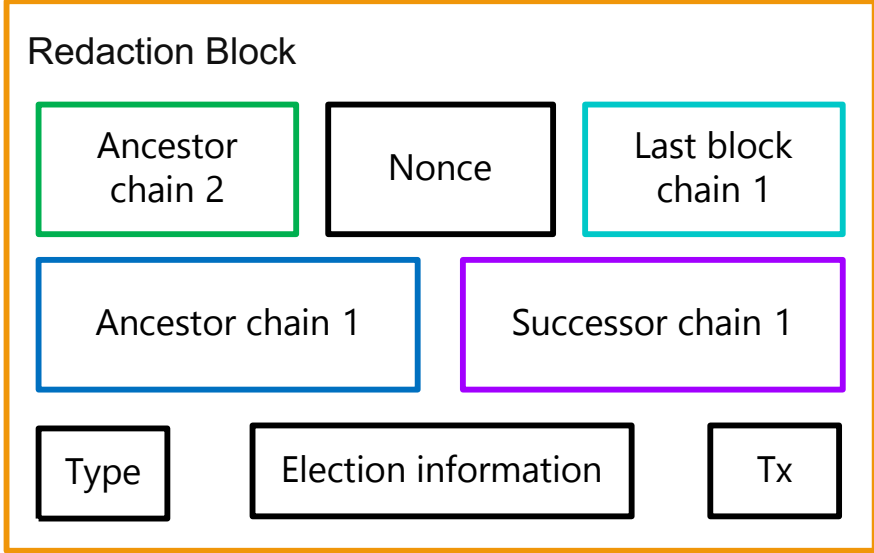 Redaction Block
Ancestor
chain 2
Nonce
Last block
chain 1
Ancestor chain 1
Successor chain 1
Type
Election information
Tx